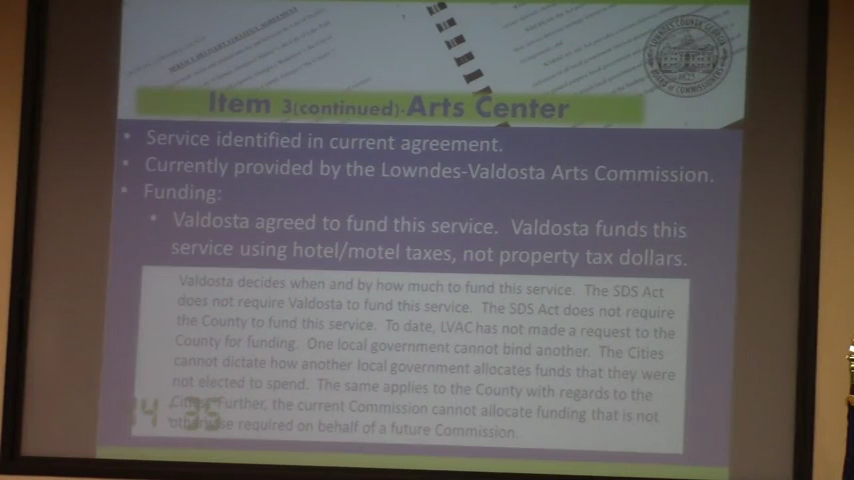 Item 3(continued)-Arts Center
• Service identified in current agreement.
• Currently provided by the Lowndes-Valdosta Arts Commission.
• Funding:
• Valdosta agreed to fund this service. Valdosta funds this
service using hotel/motel taxes, not property tax dollars.
Valdosta decides when and by how much to fund this service. The SDS Act
does not require Valdosta to fund this service. The SDS Act does not require
the County to fund this service. To date, LVAC has not made a request to the
County for funding. One local government cannot bind another. The Cities
cannot dictate how another local government allocates funds that they were
not elected to spend. The same applies to the County with regards to the
Cities. Further, the current Commission cannot allocate funding that is not
otherwise required on behalf of a future Commission.